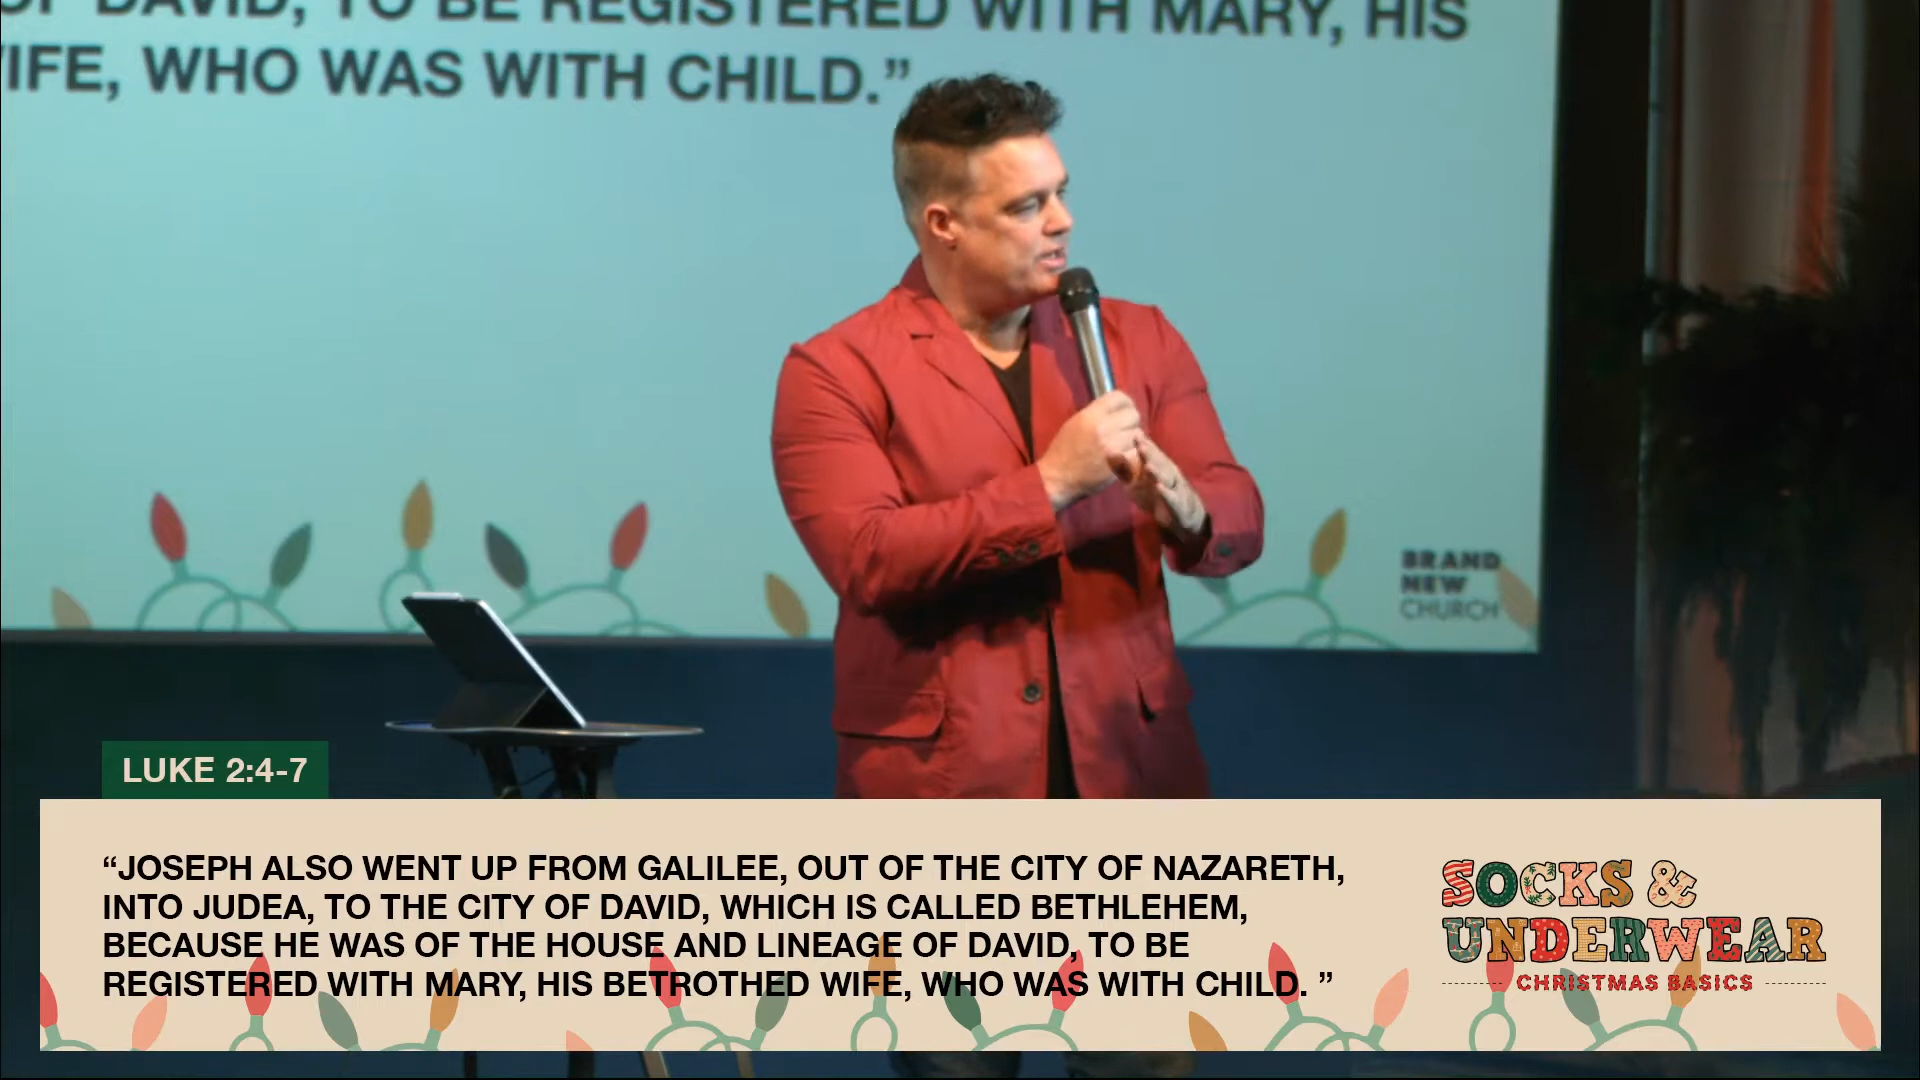 DAVID, TO BE REGISTERED WITH MARY, HIS
WHO WAS WITH CHILD.”
BRAND
NEW
CHURCH
LUKE 2:4-7
“JOSEPH ALSO WENT UP FROM GALILEE, OUT OF THE CITY OF NAZARETH,
INTO JUDEA, TO THE CITY OF DAVID, WHICH IS CALLED BETHLEHEM,
BECAUSE HE WAS OF THE HOUSE AND LINEAGE OF DAVID, TO BE
REGISTERED WITH MARY, HIS BETROTHED WIFE, WHO WAS WITH CHILD. ”
SOCKS &
UNDERWEAR
CHRISTMAS BASICS